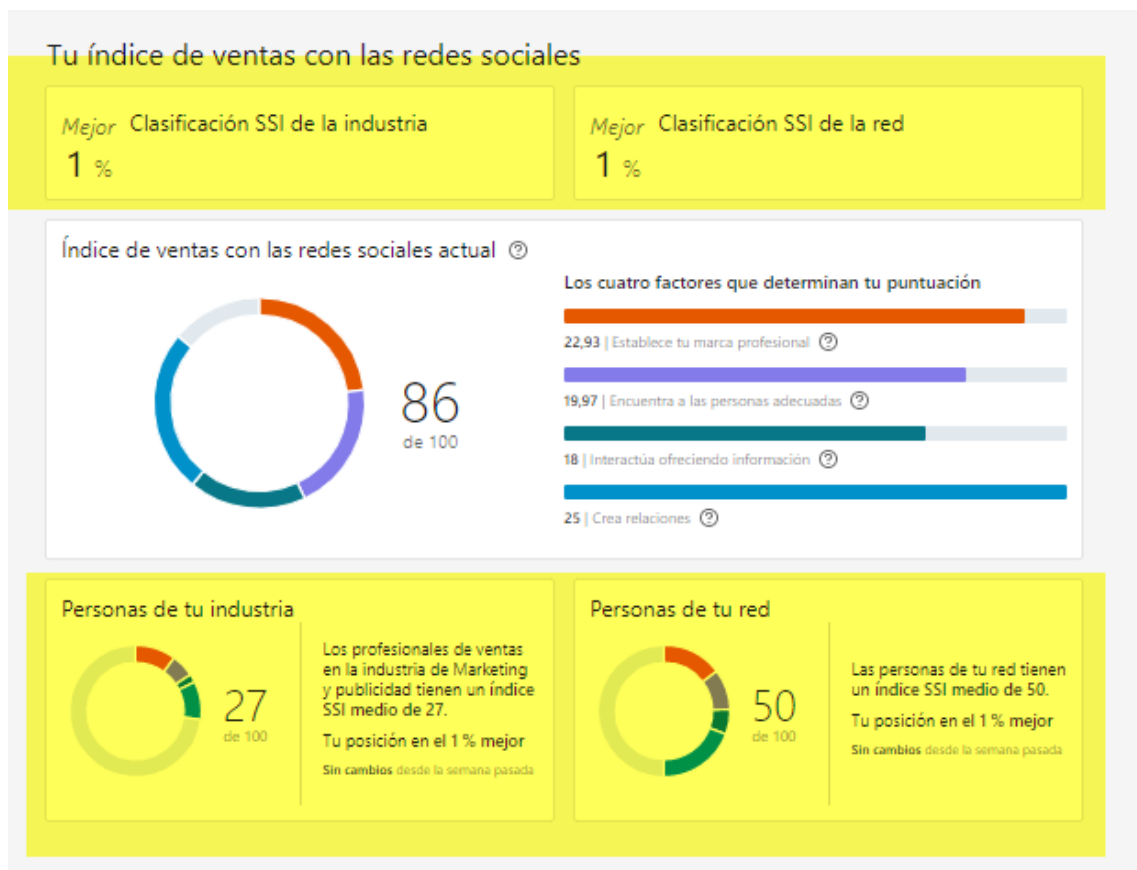 Tu índice de ventas con las redes sociales
Mejor Clasificación SSI de la industria
1 %
Mejor Clasificación SSI de la red
1 %
Índice de ventas con las redes sociales actual ?
86
de 100
Los cuatro factores que determinan tu puntuación
22,93 | Establece tu marca profesional ?
19,97 | Encuentra a las personas adecuadas ?
18 | Interactúa ofreciendo información ?
25 | Crea relaciones ?
Personas de tu industria
27
de 100
Los profesionales de ventas
en la industria de Marketing
y publicidad tienen un índice
SSI medio de 27.
Tu posición en el 1 % mejor
Sin cambios desde la semana pasada
Personas de tu red
50
de 100
Las personas de tu red tienen
un índice SSI medio de 50.
Tu posición en el 1 % mejor
Sin cambios desde la semana pasada